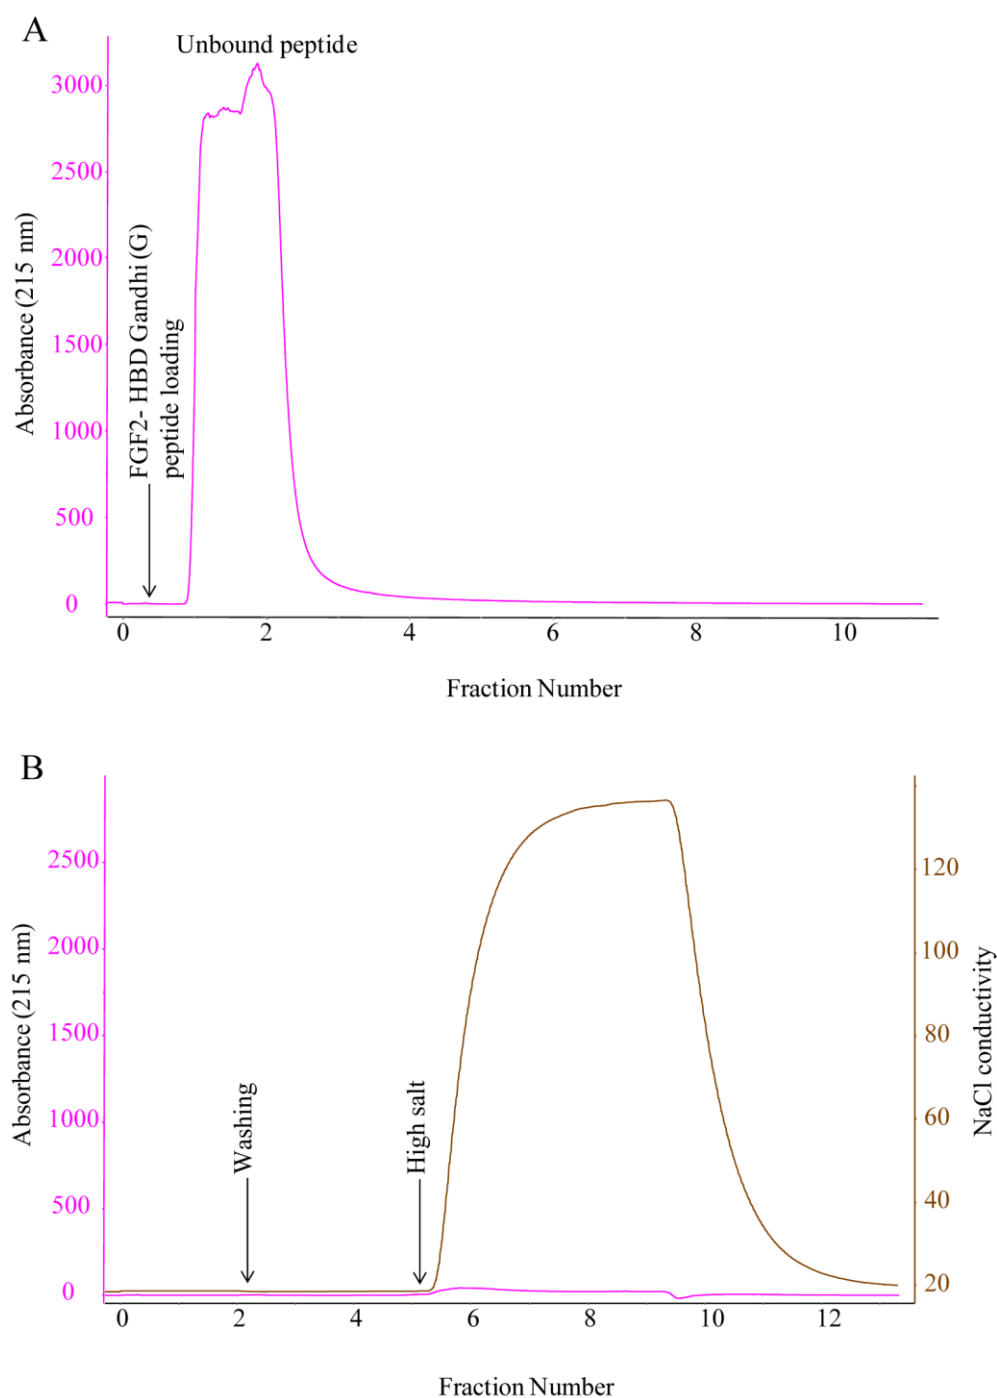 A
Unbound peptide
3000
2500
2000
1500
1000
500
0
Absorbance (215 nm)
FGF2- HBD Gandhi (G)
peptide loading
0 2 4 6 8 10
Fraction Number
B
2500
2000
1500
1000
500
0
Absorbance (215 nm)
Washing
High salt
120
100
80
60
40
20
NaCl conductivity
0 2 4 6 8 10 12
Fraction Number